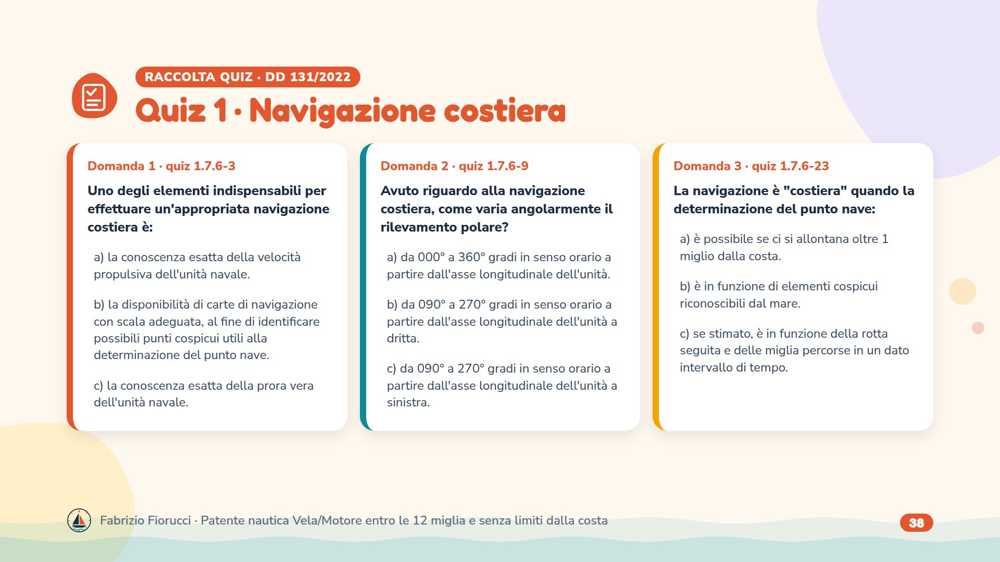 RACCOLTA QUIZ · DD 131/2022
Quiz 1 · Navigazione costiera
Domanda 1 · quiz 1.7.6-3
Uno degli elementi indispensabili per
effettuare un'appropriata navigazione
costiera è:
a) la conoscenza esatta della velocità
propulsiva dell'unità navale.
b) la disponibilità di carte di navigazione
con scala adeguata, al fine di identificare
possibili punti cospicui utili alla
determinazione del punto nave.
c) la conoscenza esatta della prora vera
dell'unità navale.
Domanda 2 · quiz 1.7.6-9
Avuto riguardo alla navigazione
costiera, come varia angolarmente il
rilevamento polare?
a) da 000° a 360° gradi in senso orario a
partire dall'asse longitudinale dell'unità.
b) da 090° a 270° gradi in senso orario a
partire dall'asse longitudinale dell'unità a
dritta.
c) da 090° a 270° gradi in senso orario a
partire dall'asse longitudinale dell'unità a
sinistra.
Domanda 3 · quiz 1.7.6-23
La navigazione è "costiera" quando la
determinazione del punto nave:
a) è possibile se ci si allontana oltre 1
miglio dalla costa.
b) è in funzione di elementi cospicui
riconoscibili dal mare.
c) se stimato, è in funzione della rotta
seguita e delle miglia percorse in un dato
intervallo di tempo.
Fabrizio Fiorucci · Patente nautica Vela/Motore entro le 12 miglia e senza limiti dalla costa
38